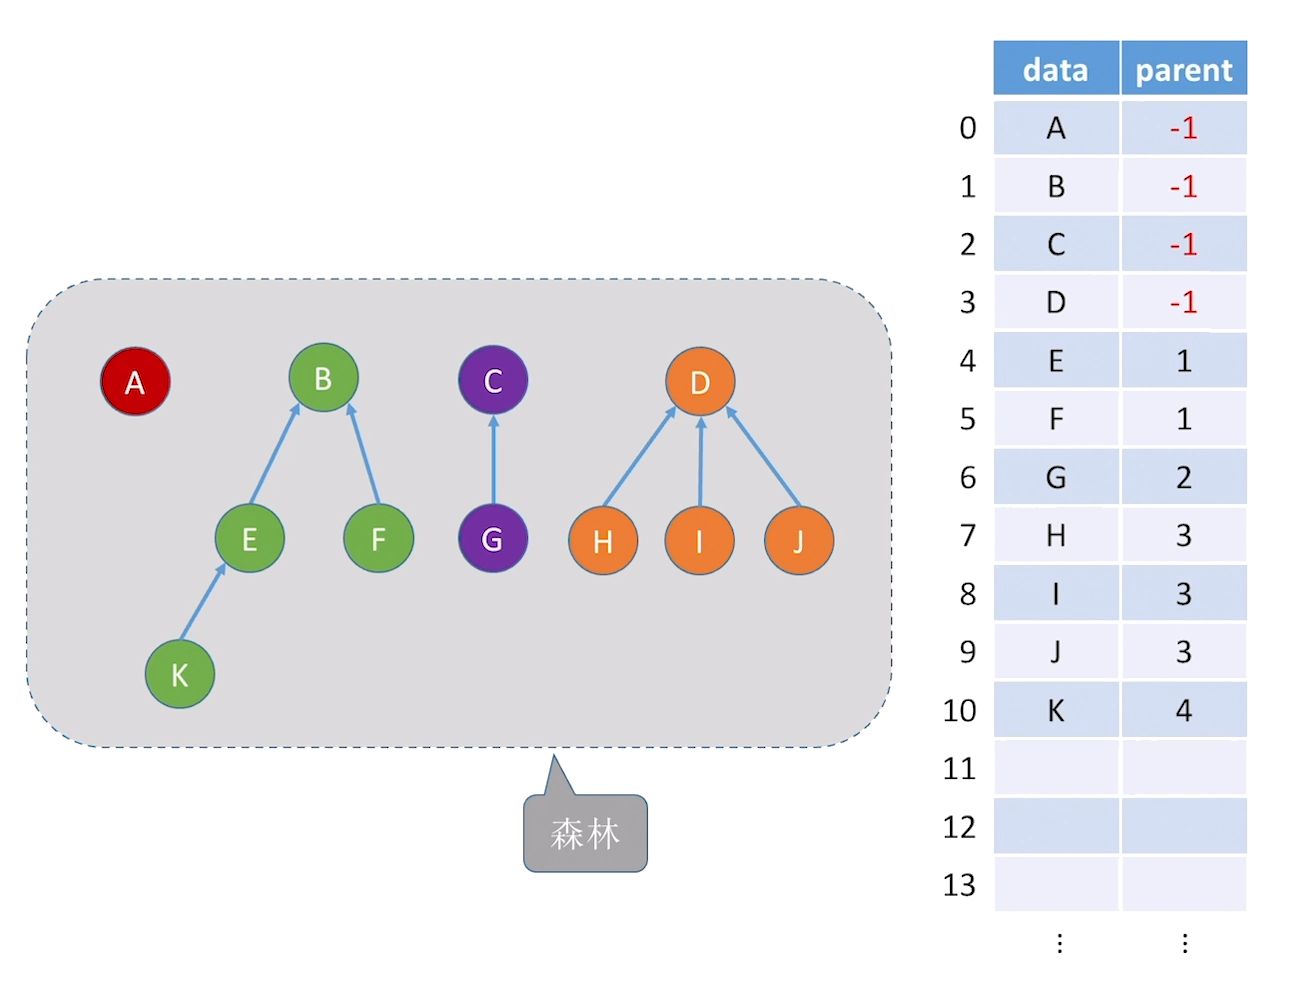 A B C D
E F G H I J
K
森林
data parent
0 A -1
1 B -1
2 C -1
3 D -1
4 E 1
5 F 1
6 G 2
7 H 3
8 I 3
9 J 3
10 K 4
11
12
13
⋮ ⋮